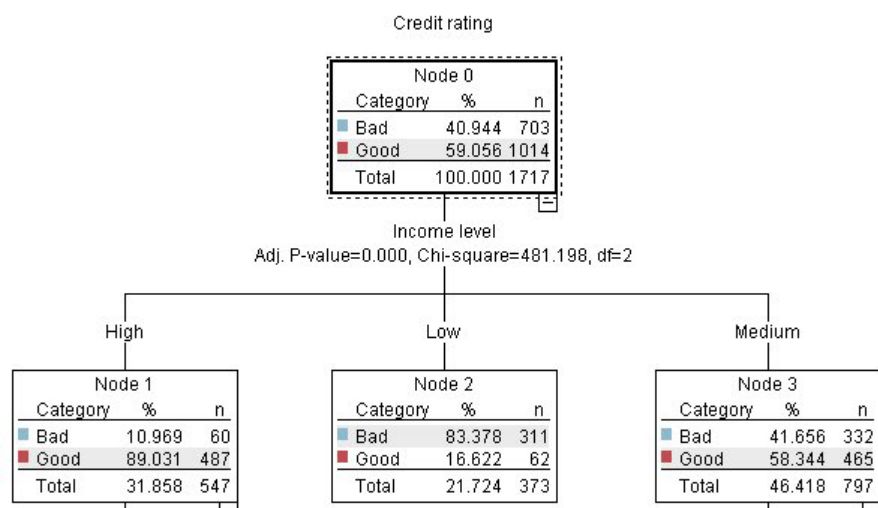 Credit rating
Node 0
Category % n
Bad 40.944 703
Good 59.056 1014
Total 100.000 1717
Income level
Adj. P-value=0.000, Chi-square=481.198, df=2
High
Low
Medium
Node 1
Category % n
Bad 10.969 60
Good 89.031 487
Total 31.858 547
Node 2
Category % n
Bad 83.378 311
Good 16.622 62
Total 21.724 373
Node 3
Category % n
Bad 41.656 332
Good 58.344 465
Total 46.418 797